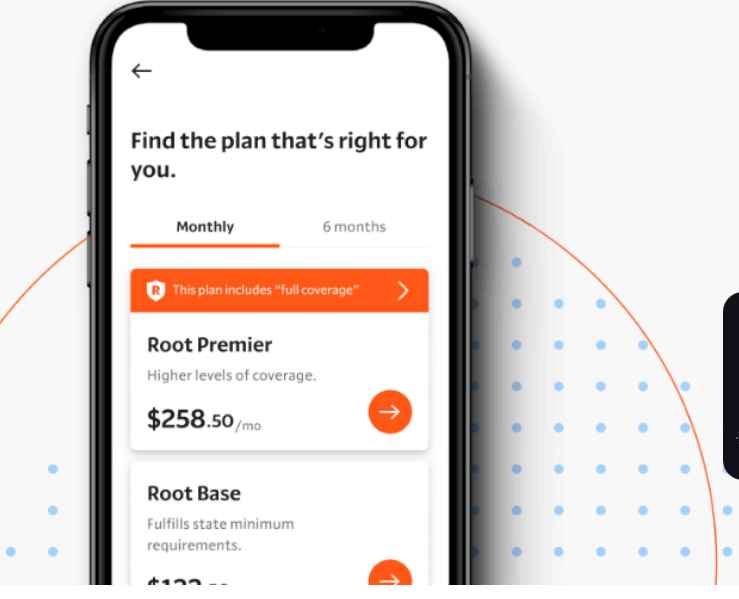 Find the plan that's right for
you.
Monthly 6 months
R This plan includes "full coverage"
Root Premier
Higher levels of coverage.
$258.50/mo
Root Base
Fulfills state minimum
requirements.